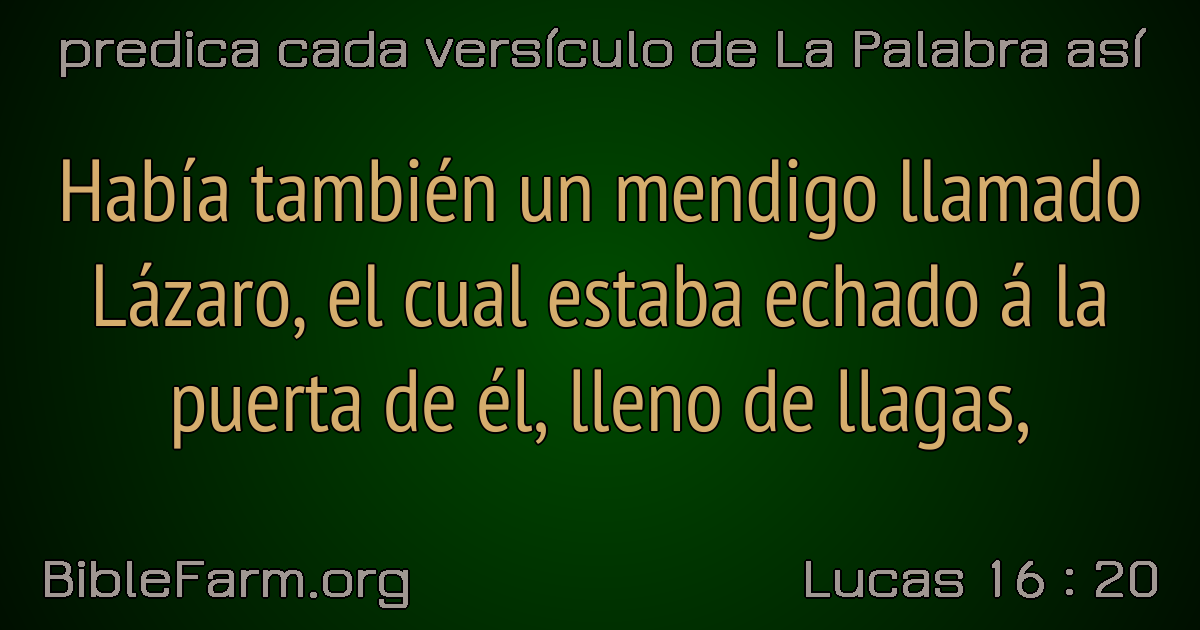 predica cada versículo de La Palabra así
Había también un mendigo llamado
Lázaro, el cual estaba echado á la
puerta de él, lleno de llagas,
BibleFarm.org
Lucas 16 : 20